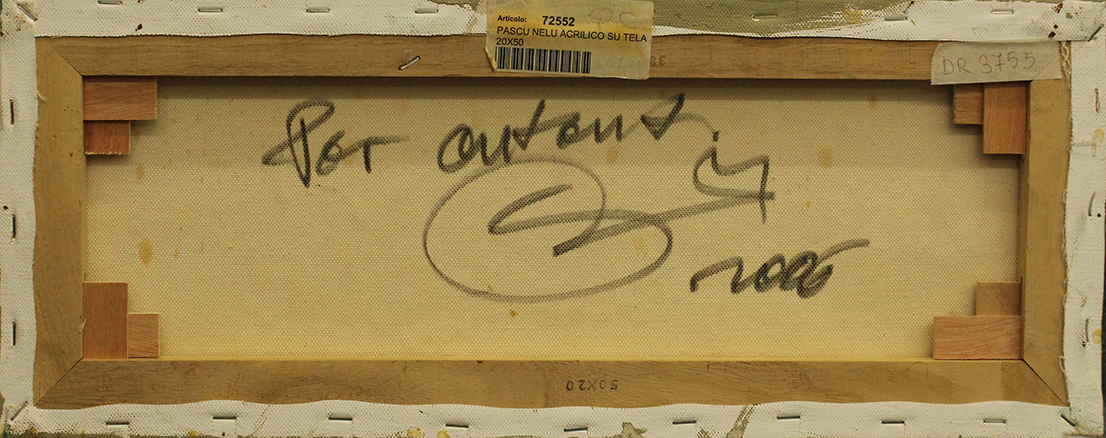 Articolo: 72552
PASCU NELU ACRILICO SU TELA
20X50
DR 3755
Per autent.
2006
50X20